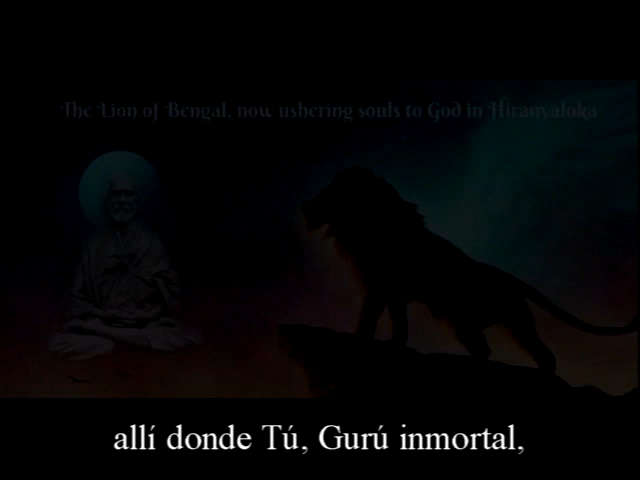 The Lion of Bengal, now ushering souls to God in Hiranyaloka
allí donde Tú, Gurú inmortal,